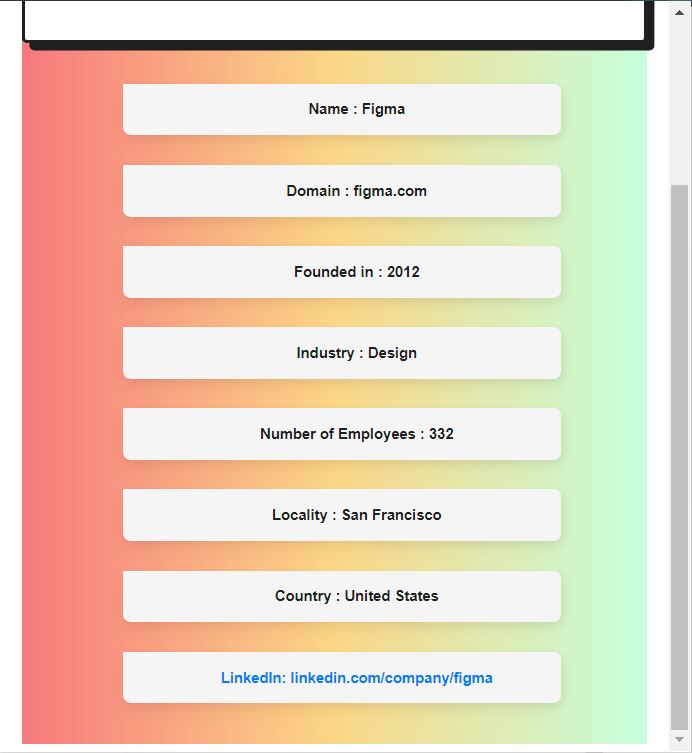 Name : Figma
Domain : figma.com
Founded in : 2012
Industry : Design
Number of Employees : 332
Locality : San Francisco
Country : United States
LinkedIn: linkedin.com/company/figma